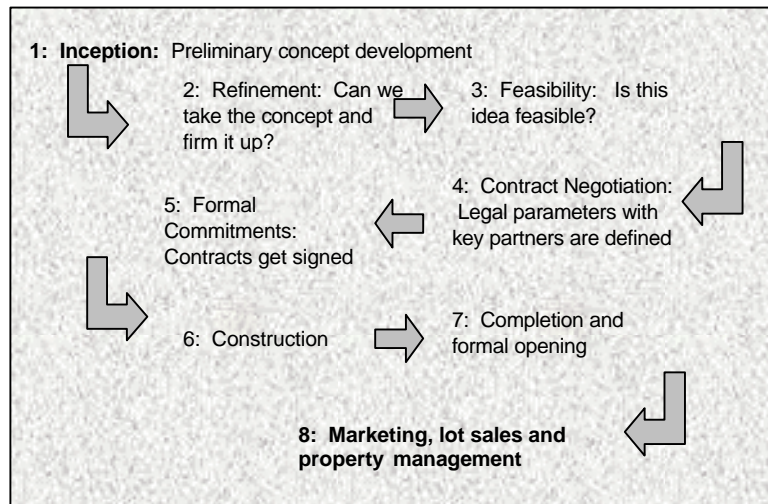 1: Inception: Preliminary concept development
2: Refinement: Can we
take the concept and
firm it up?
3: Feasibility: Is this
idea feasible?
4: Contract Negotiation:
Legal parameters with
key partners are defined
5: Formal
Commitments:
Contracts get signed
6: Construction
7: Completion and
formal opening
8: Marketing, lot sales and
property management